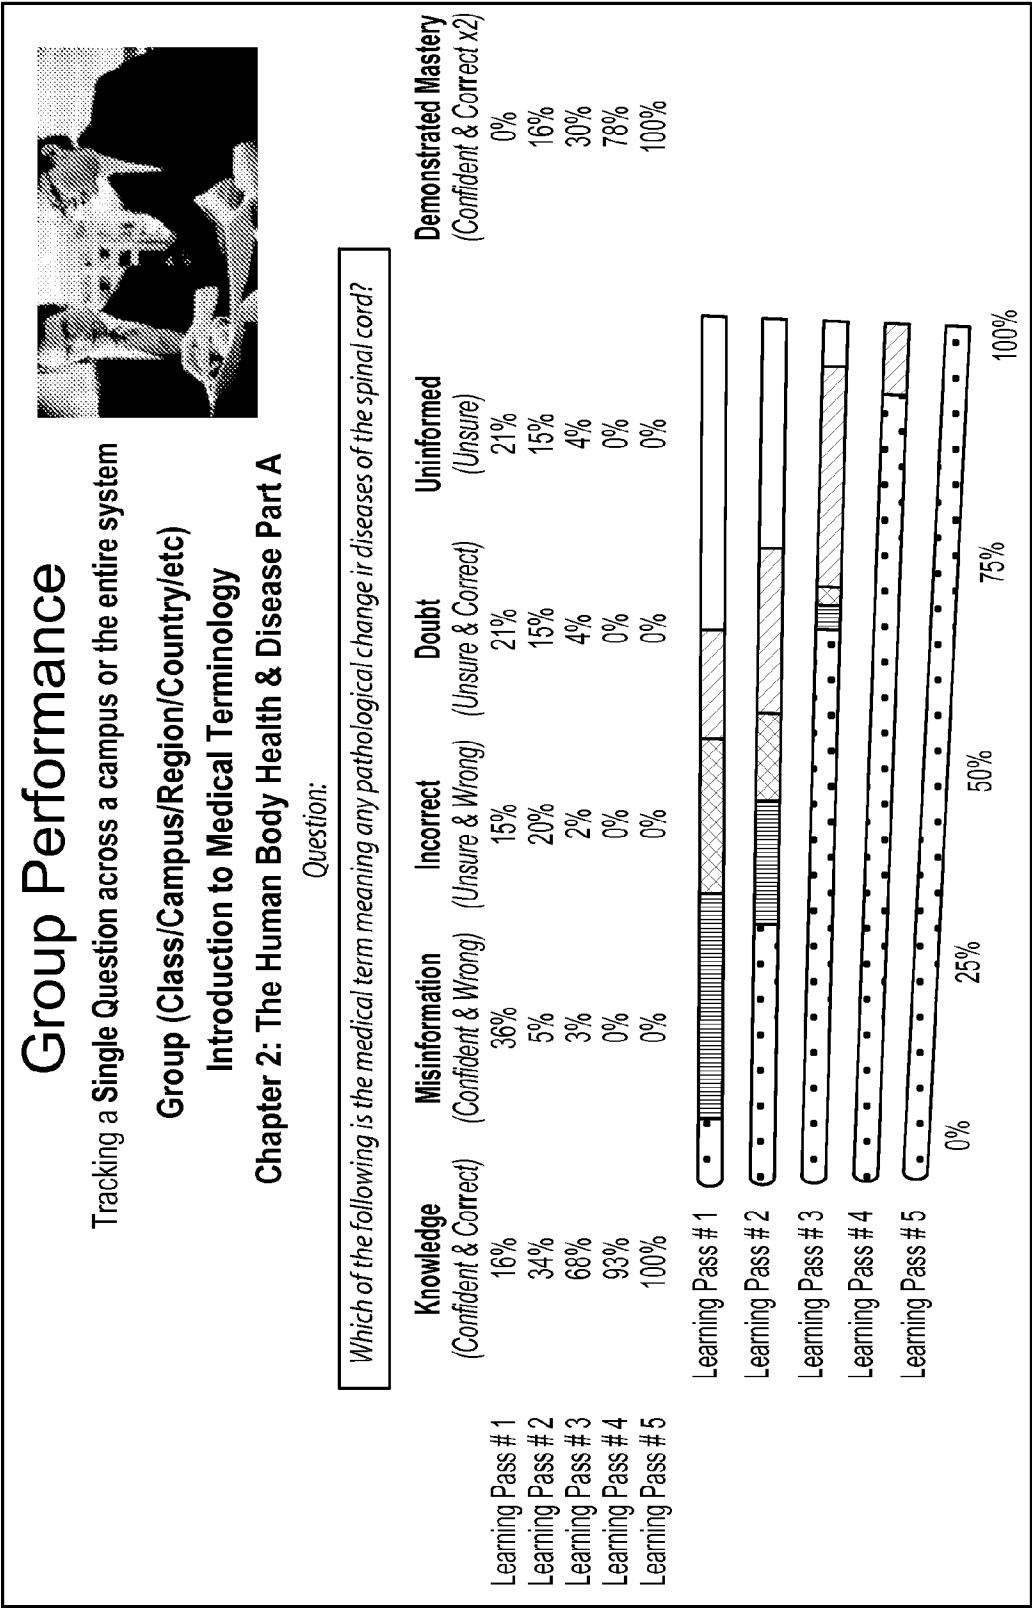 Group Performance
Tracking a Single Question across a campus or the entire system
Group (Class/Campus/Region/Country/etc)
Introduction to Medical Terminology
Chapter 2: The Human Body Health & Disease Part A
Question:
Which of the following is the medical term meaning any pathological change ir diseases of the spinal cord?
Knowledge Misinformation Incorrect Doubt Uninformed Demonstrated Mastery
(Confident & Correct) (Confident & Wrong) (Unsure & Wrong) (Unsure & Correct) (Unsure) (Confident & Correct x2)
Learning Pass # 1 16% 36% 15% 21% 21% 0%
Learning Pass # 2 34% 5% 20% 15% 15% 16%
Learning Pass # 3 68% 3% 2% 4% 4% 30%
Learning Pass # 4 93% 0% 0% 0% 0% 78%
Learning Pass # 5 100% 0% 0% 0% 0% 100%
Learning Pass # 1
Learning Pass # 2
Learning Pass # 3
Learning Pass # 4
Learning Pass # 5
0% 25% 50% 75% 100%